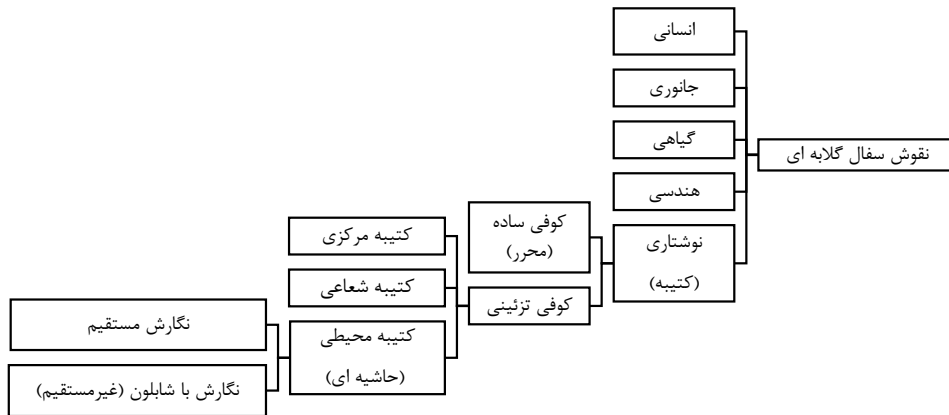 نقوش سفال گلابه ای
انسانی
جانوری
گیاهی
هندسی
نوشتاری
(کتیبه)
کوفی ساده
(محرر)
کوفی تزئینی
کتیبه مرکزی
کتیبه شعاعی
کتیبه محیطی
(حاشیه ای)
نگارش مستقیم
نگارش با شابلون (غیرمستقیم)